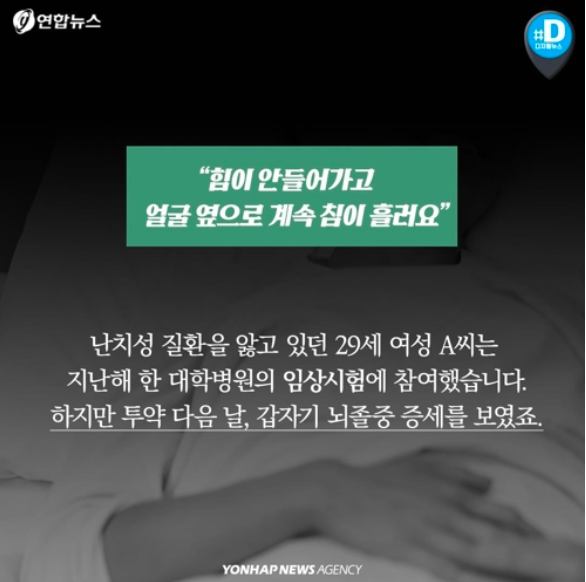 연합뉴스
#D
디지털뉴스
“힘이 안들어가고
얼굴 옆으로 계속 침이 흘러요”
난치성 질환을 앓고 있던 29세 여성 A씨는
지난해 한 대학병원의 임상시험에 참여했습니다.
하지만 투약 다음 날, 갑자기 뇌졸중 증세를 보였죠.
YONHAP NEWS AGENCY